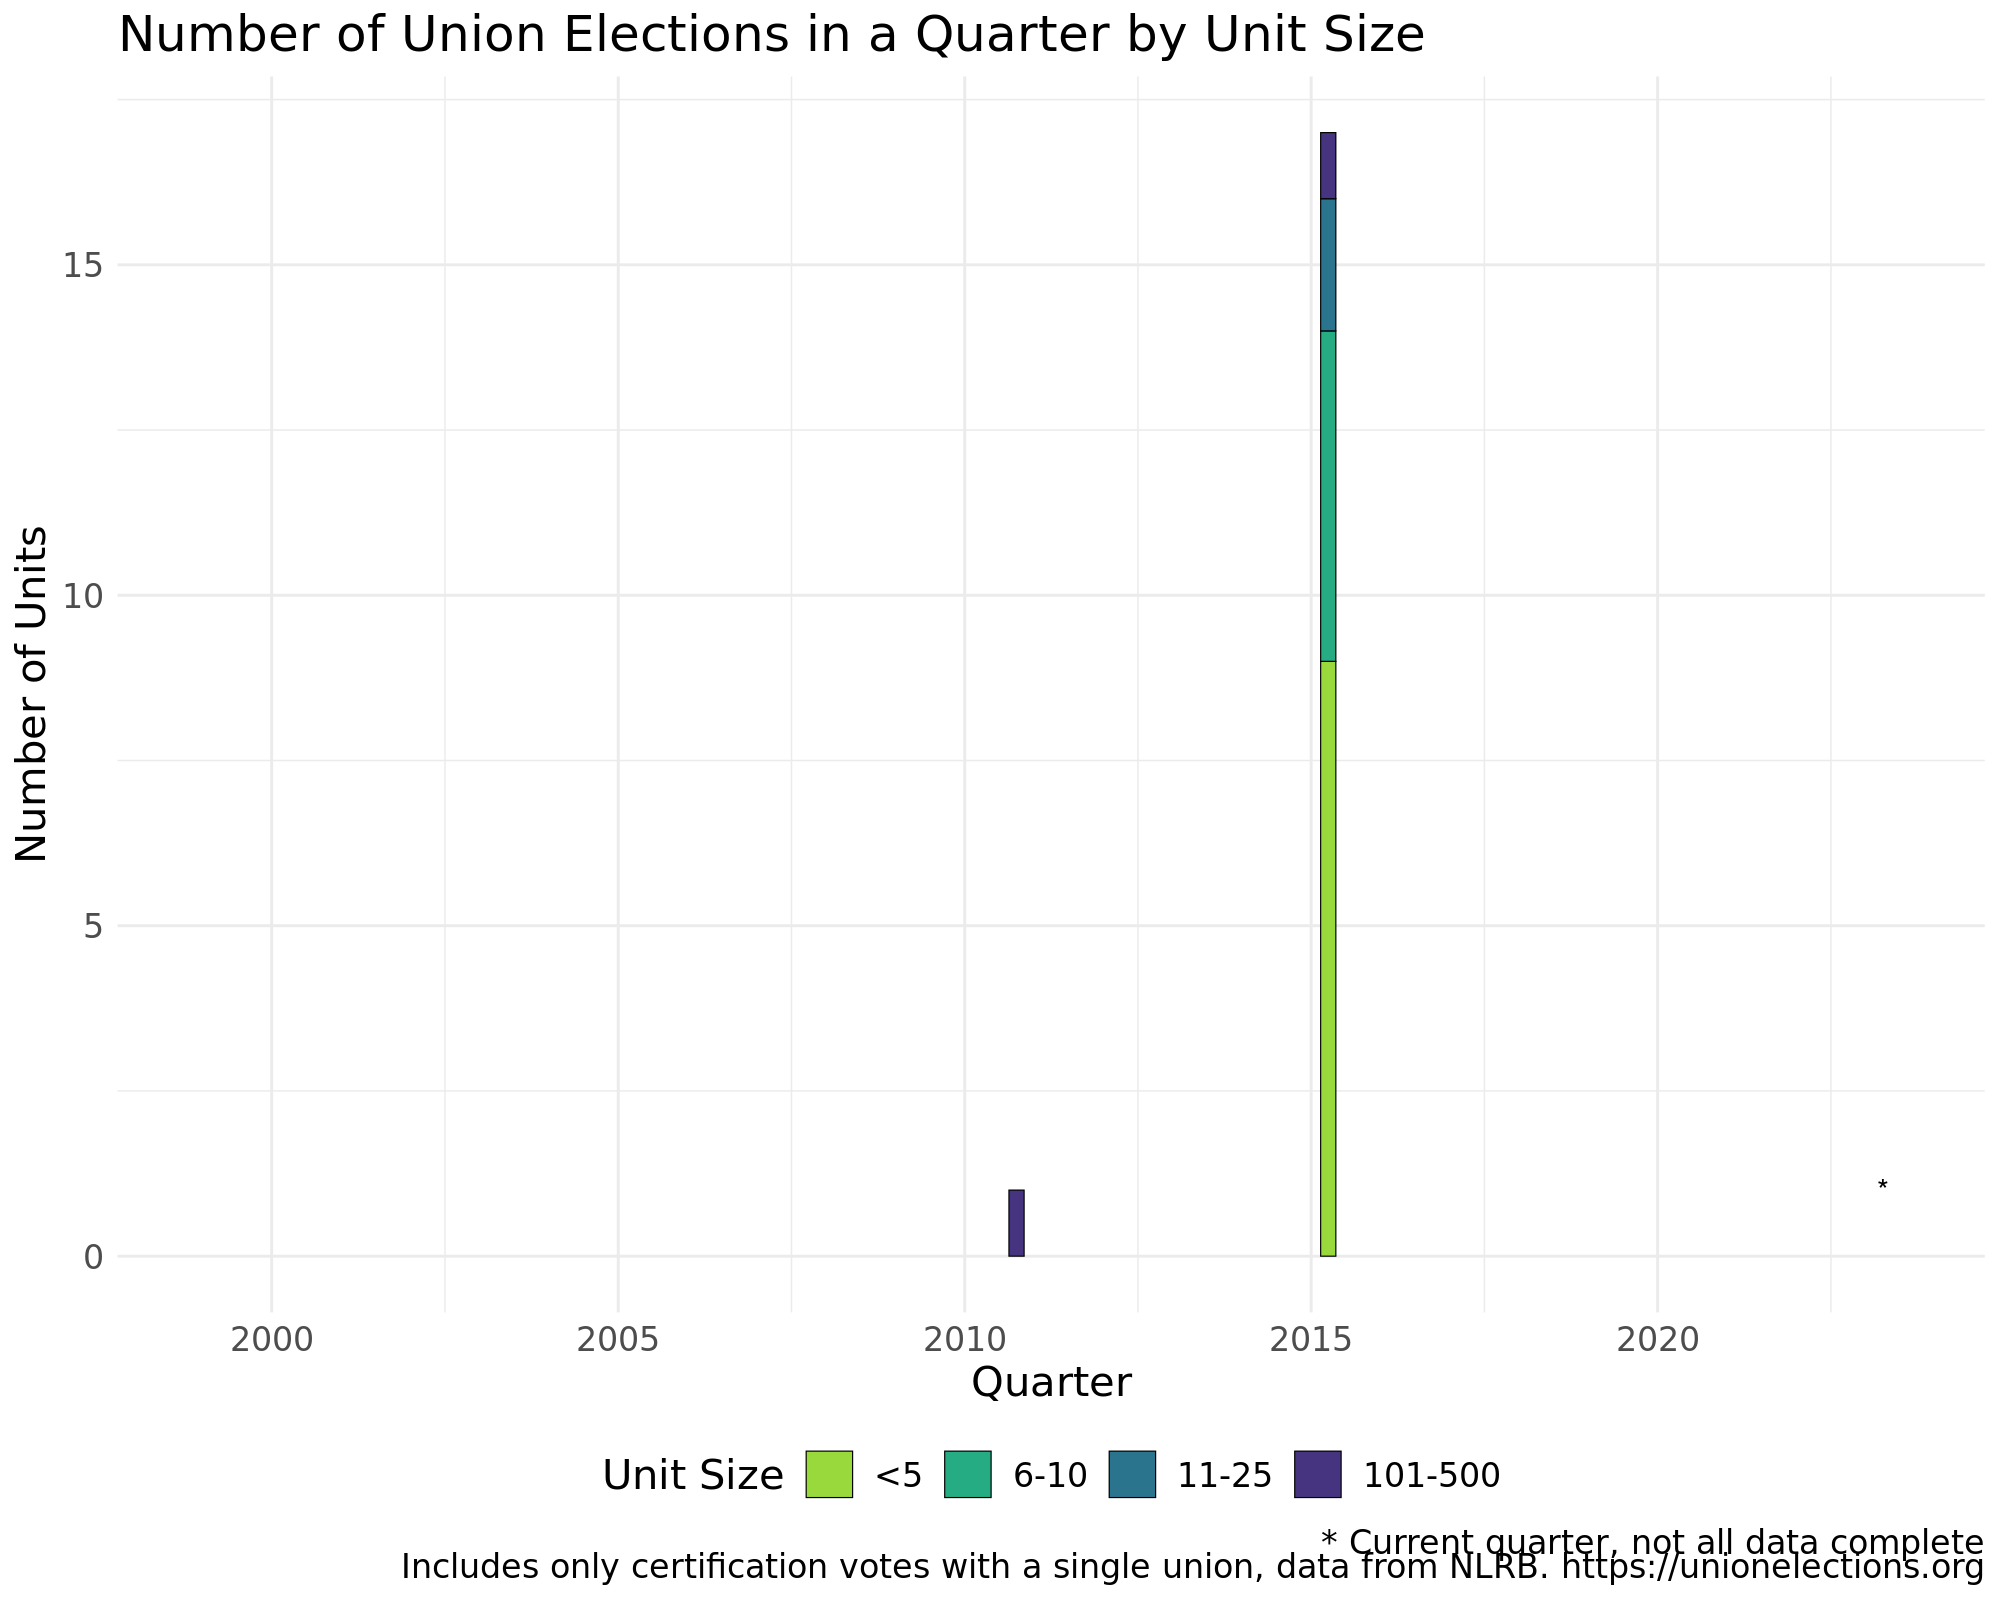 Number of Union Elections in a Quarter by Unit Size
Number of Units
15
10
5
0
*
2000 2005 2010 2015 2020
Quarter
Unit Size <5 6-10 11-25 101-500
* Current quarter, not all data complete
Includes only certification votes with a single union, data from NLRB. https://unionelections.org